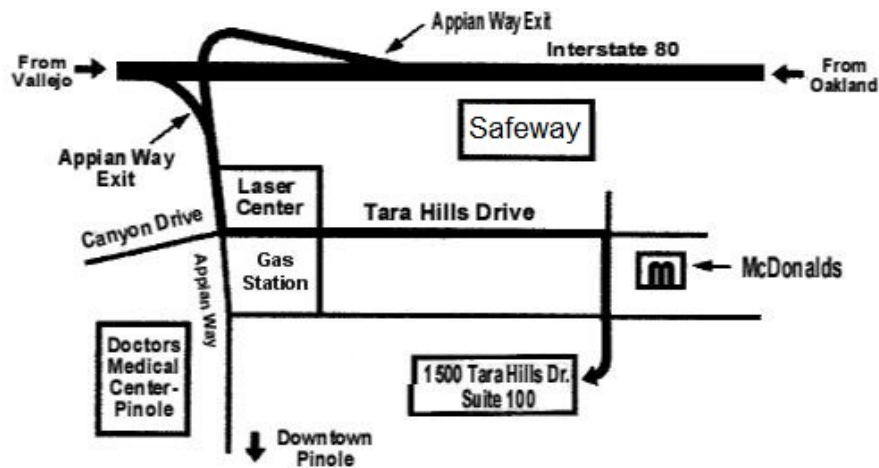 Appian Way Exit
Interstate 80
From
Vallejo
From
Oakland
Safeway
Appian Way
Exit
Laser
Center
Tara Hills Drive
Canyon Drive
Gas
Station
Appian Way
m
McDonalds
Doctors
Medical
Center-
Pinole
1500 Tara Hills Dr.
Suite 100
Downtown
Pinole